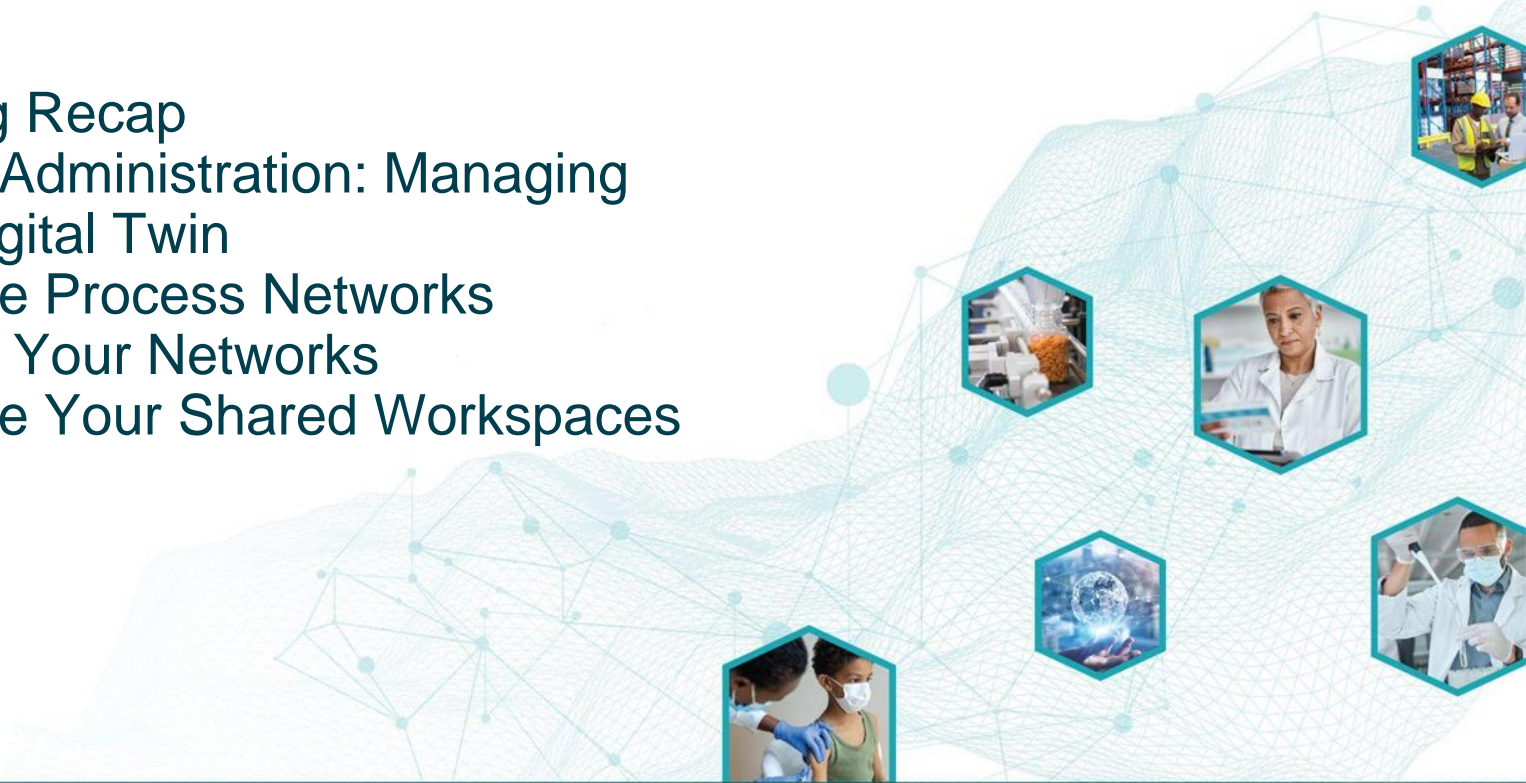 g Recap
Administration: Managing
gital Twin
e Process Networks
Your Networks
e Your Shared Workspaces